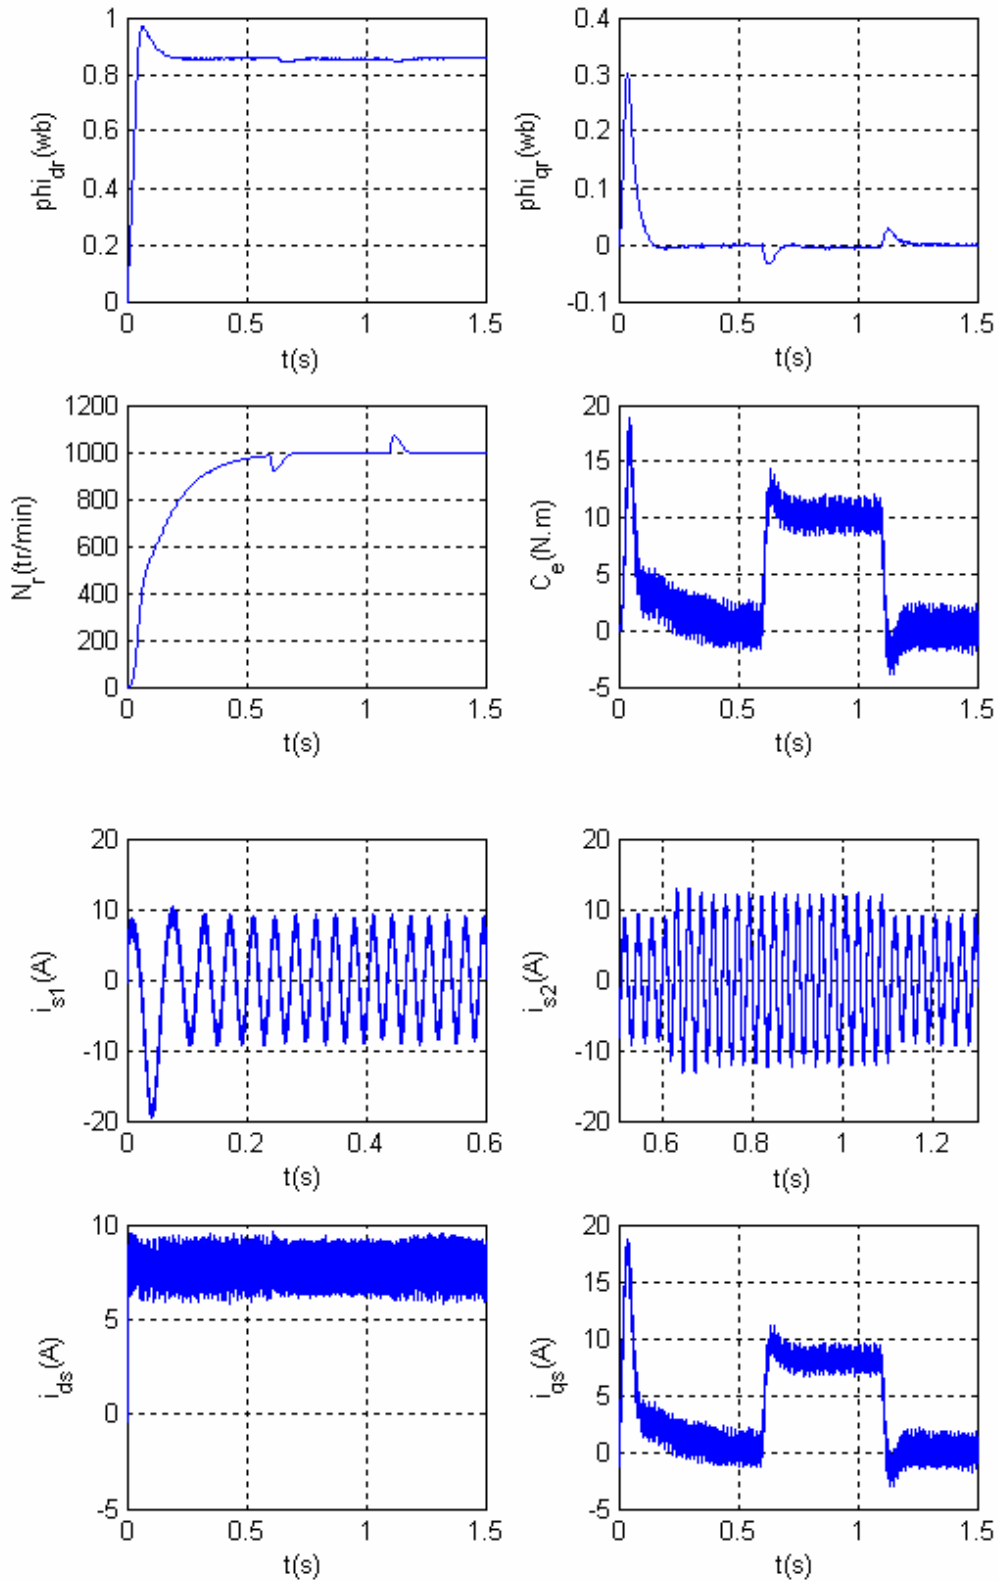 1
0.8
0.6
0.4
0.2
0
0 0.5 1 1.5
phi_dr(wb)
t(s)
0.4
0.3
0.2
0.1
0
-0.1
0 0.5 1 1.5
phi_qr(wb)
t(s)
1200
1000
800
600
400
200
0
0 0.5 1 1.5
N_r(tr/min)
t(s)
20
15
10
5
0
-5
0 0.5 1 1.5
C_e(N.m)
t(s)
20
10
0
-10
-20
0 0.2 0.4 0.6
i_s1(A)
t(s)
20
10
0
-10
-20
0.6 0.8 1 1.2
i_s2(A)
t(s)
10
5
0
-5
0 0.5 1 1.5
i_ds(A)
t(s)
20
15
10
5
0
-5
0 0.5 1 1.5
i_qs(A)
t(s)